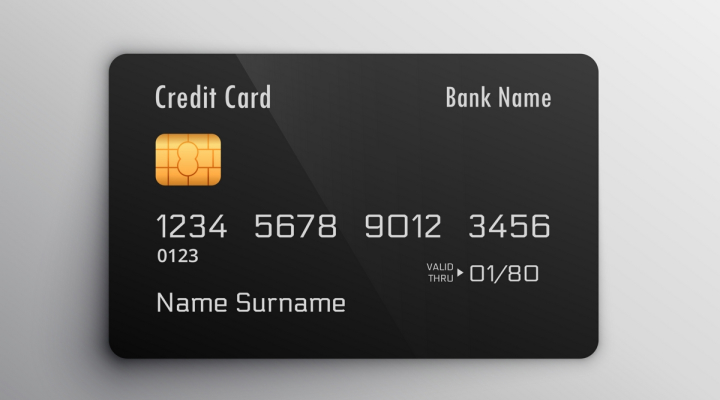 Credit Card
Bank Name
1234 5678 9012 3456
0123
VALID THRU 01/80
Name Surname